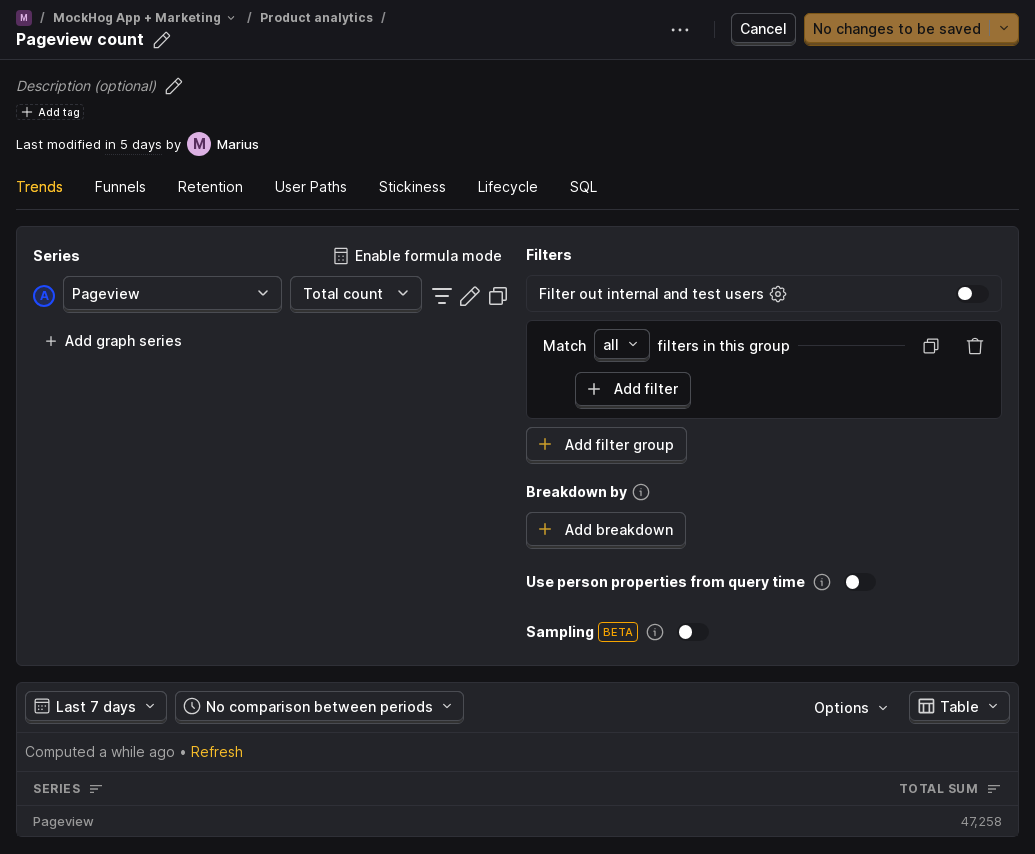 M / MockHog App + Marketing / Product analytics /
Pageview count
Cancel
No changes to be saved
Description (optional)
Add tag
Last modified in 5 days by M Marius
Trends Funnels Retention User Paths Stickiness Lifecycle SQL
Series
Enable formula mode
A Pageview Total count
Add graph series
Filters
Filter out internal and test users
Match all filters in this group
Add filter
Add filter group
Breakdown by
Add breakdown
Use person properties from query time
Sampling BETA
Last 7 days No comparison between periods Options Table
Computed a while ago • Refresh
SERIES TOTAL SUM
Pageview 47,258